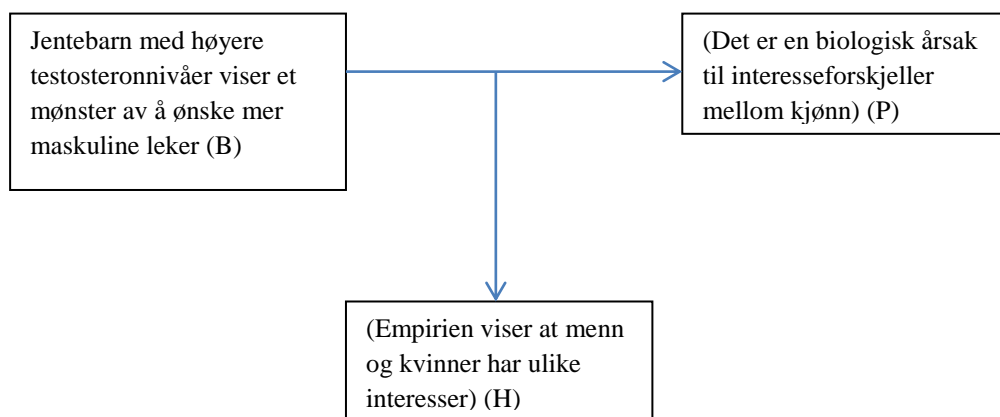 Jentebarn med høyere
testosteronnivåer viser et
mønster av å ønske mer
maskuline leker (B)
(Det er en biologisk årsak
til interesseforskjeller
mellom kjønn) (P)
(Empirien viser at menn
og kvinner har ulike
interesser) (H)